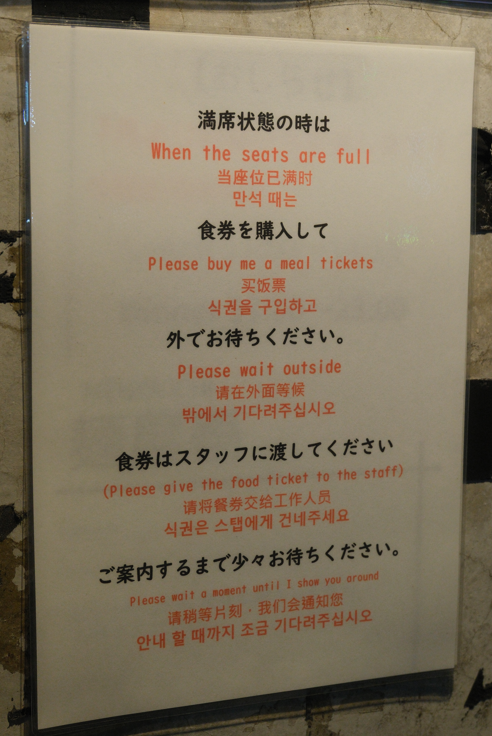 満席状態の時は
When the seats are full
当座位已满时
만석 때는
食券を購入して
Please buy me a meal tickets
买饭票
식권을 구입하고
外でお待ちください。
Please wait outside
请在外面等候
밖에서 기다려주십시오
食券はスタッフに渡してください
(Please give the food ticket to the staff)
请将餐券交给工作人员
식권은 스탭에게 건네주세요
ご案内するまで少々お待ちください。
Please wait a moment until I show you around
请稍等片刻·我们会通知您
안내 할 때까지 조금 기다려주십시오